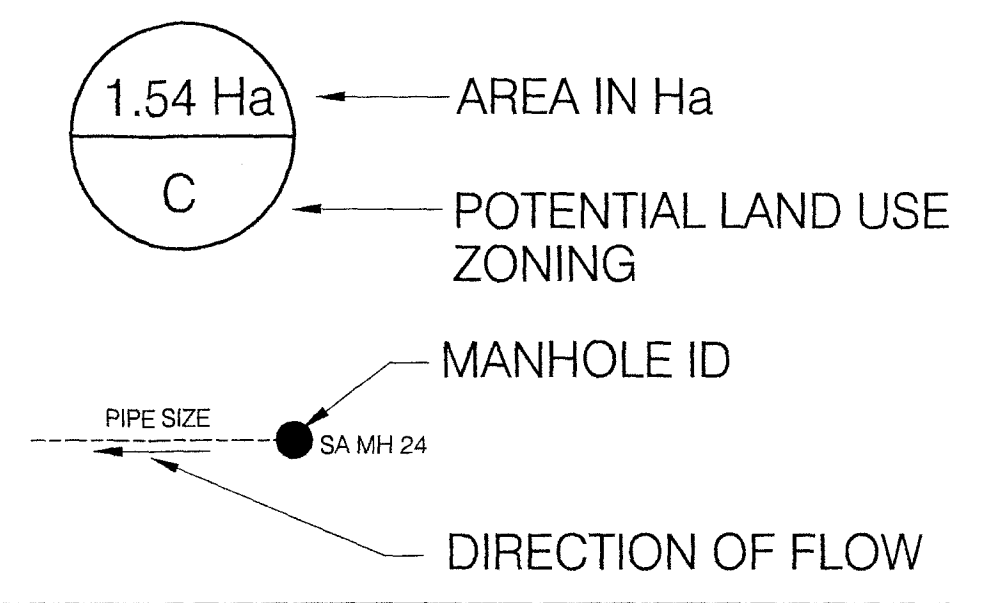 1.54 Ha
AREA IN Ha
C
POTENTIAL LAND USE
ZONING
MANHOLE ID
PIPE SIZE
SA MH 24
DIRECTION OF FLOW